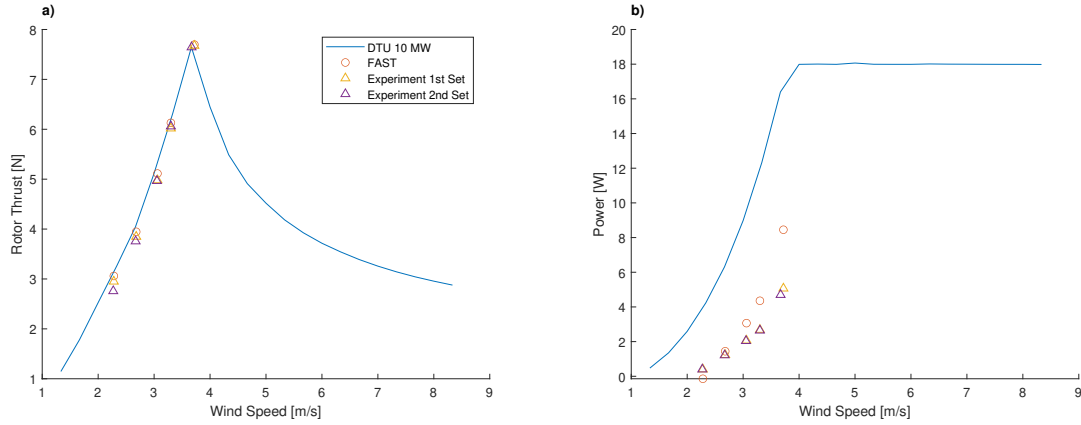 a)
8
7
6
5
4
3
2
1
Rotor Thrust [N]
1 2 3 4 5 6 7 8 9
Wind Speed [m/s]
DTU 10 MW
FAST
Experiment 1st Set
Experiment 2nd Set
b)
20
18
16
14
12
10
8
6
4
2
0
Power [W]
1 2 3 4 5 6 7 8 9
Wind Speed [m/s]